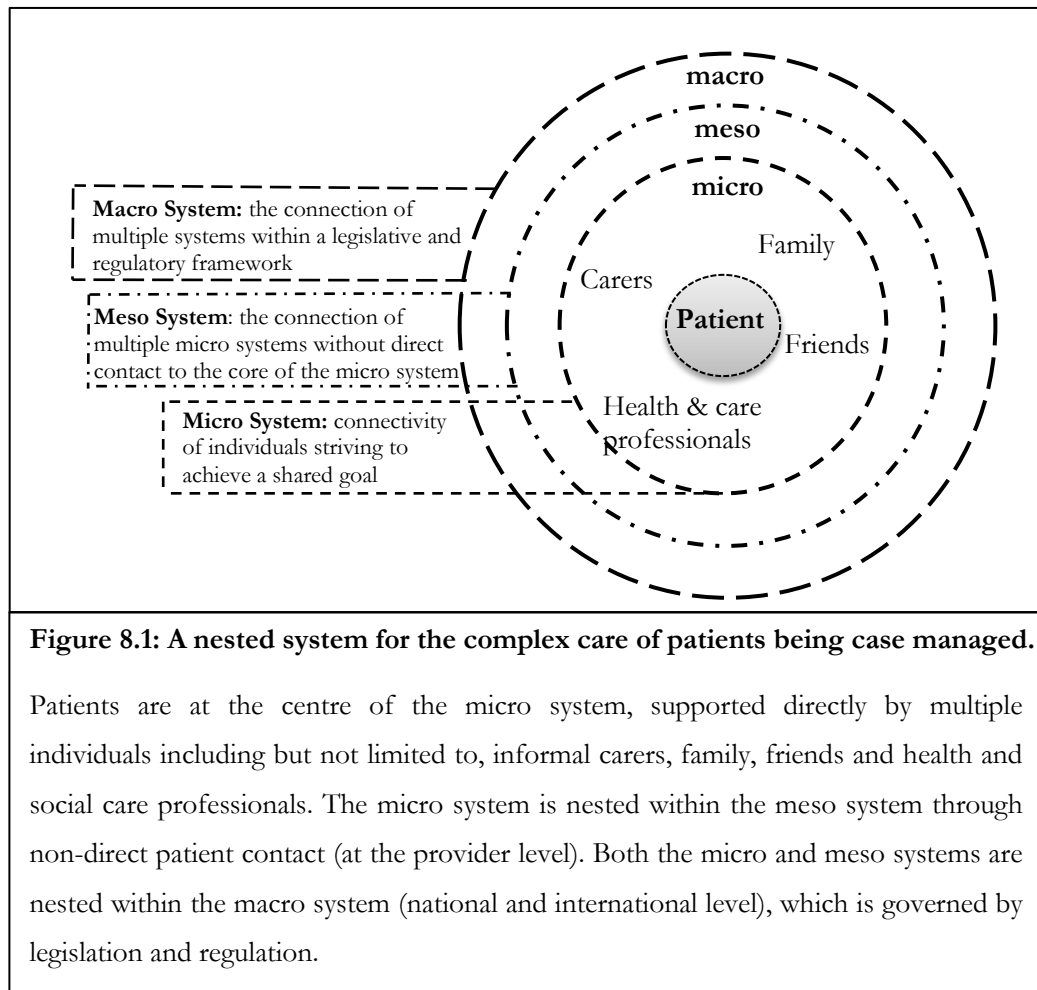 macro
meso
micro
Macro System: the connection of
multiple systems within a legislative and
regulatory framework
Family
Carers
Meso System: the connection of
multiple micro systems without direct
contact to the core of the micro system
Patient
Friends
Micro System: connectivity
of individuals striving to
achieve a shared goal
Health & care
professionals
Figure 8.1: A nested system for the complex care of patients being case managed.
Patients are at the centre of the micro system, supported directly by multiple
individuals including but not limited to, informal carers, family, friends and health and
social care professionals. The micro system is nested within the meso system through
non-direct patient contact (at the provider level). Both the micro and meso systems are
nested within the macro system (national and international level), which is governed by
legislation and regulation.